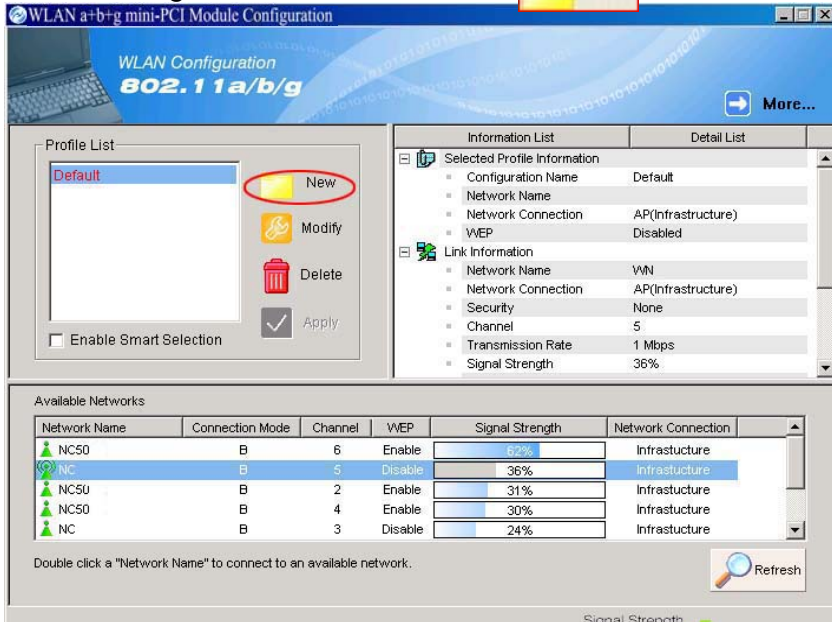 WLAN a+b+g mini-PCI Module Configuration
WLAN Configuration
802.11a/b/g
More...
Profile List
Default
New
Modify
Delete
Apply
Enable Smart Selection
Information List Detail List
Selected Profile Information
Configuration Name Default
Network Name
Network Connection AP(Infrastructure)
WEP Disabled
Link Information
Network Name WN
Network Connection AP(Infrastructure)
Security None
Channel 5
Transmission Rate 1 Mbps
Signal Strength 36%
Available Networks
Network Name Connection Mode Channel WEP Signal Strength Network Connection
NC50 B 6 Enable 62% Infrastucture
NC B 5 Disable 36% Infrastucture
NC50 B 2 Enable 31% Infrastucture
NC50 B 4 Enable 30% Infrastucture
NC B 3 Disable 24% Infrastucture
Double click a "Network Name" to connect to an available network.
Refresh
Signal Strength